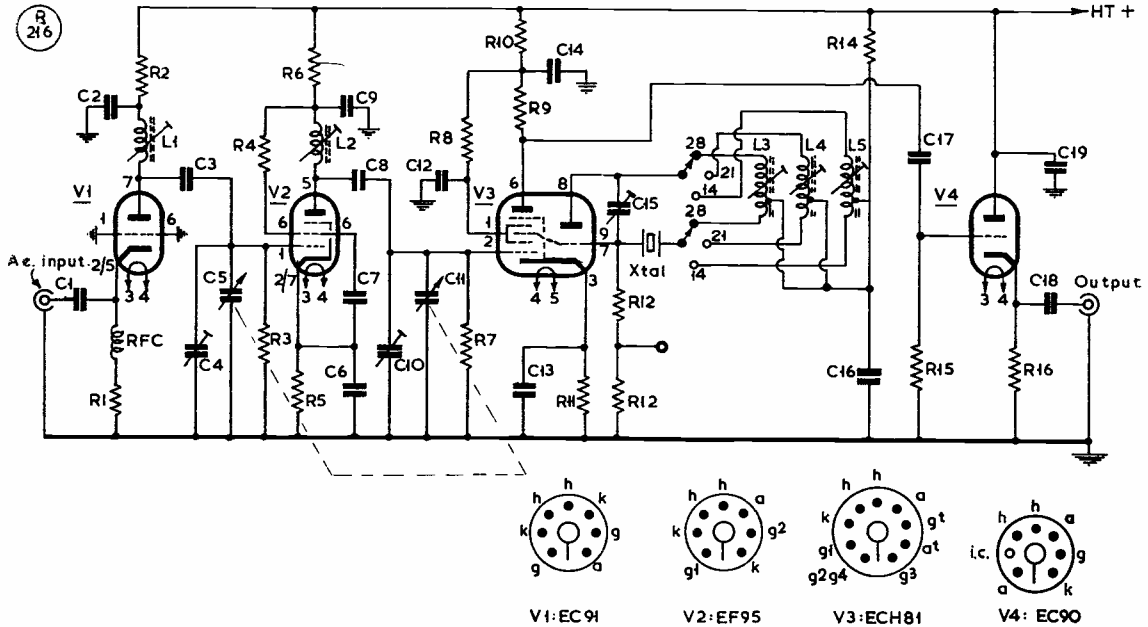 R
216
HT +
R2
R6
R10
C14
R14
C2
C9
R9
L1
R4
L2
R8
C3
C8
C12
28
L3
L4
L5
C17
C19
21
14
V1
7
V2
5
V3
6
8
C15
V4
1
6
6
6
1
1
2
9
7
28
21
14
Xtal
Ae. input
2/5
C1
3 4
C5
2/7
3 4
C7
C11
4 5
3
R12
3 4
C18
Output
RFC
C4
R3
C10
R7
C13
C16
R15
R16
R1
R5
C6
R11
R12
h h k k g g a
h h a k g2 g1 k
h h a k gt g1 at g2g4 g3
h h a i.c. g a k
V1: EC91
V2: EF95
V3: ECH81
V4: EC90